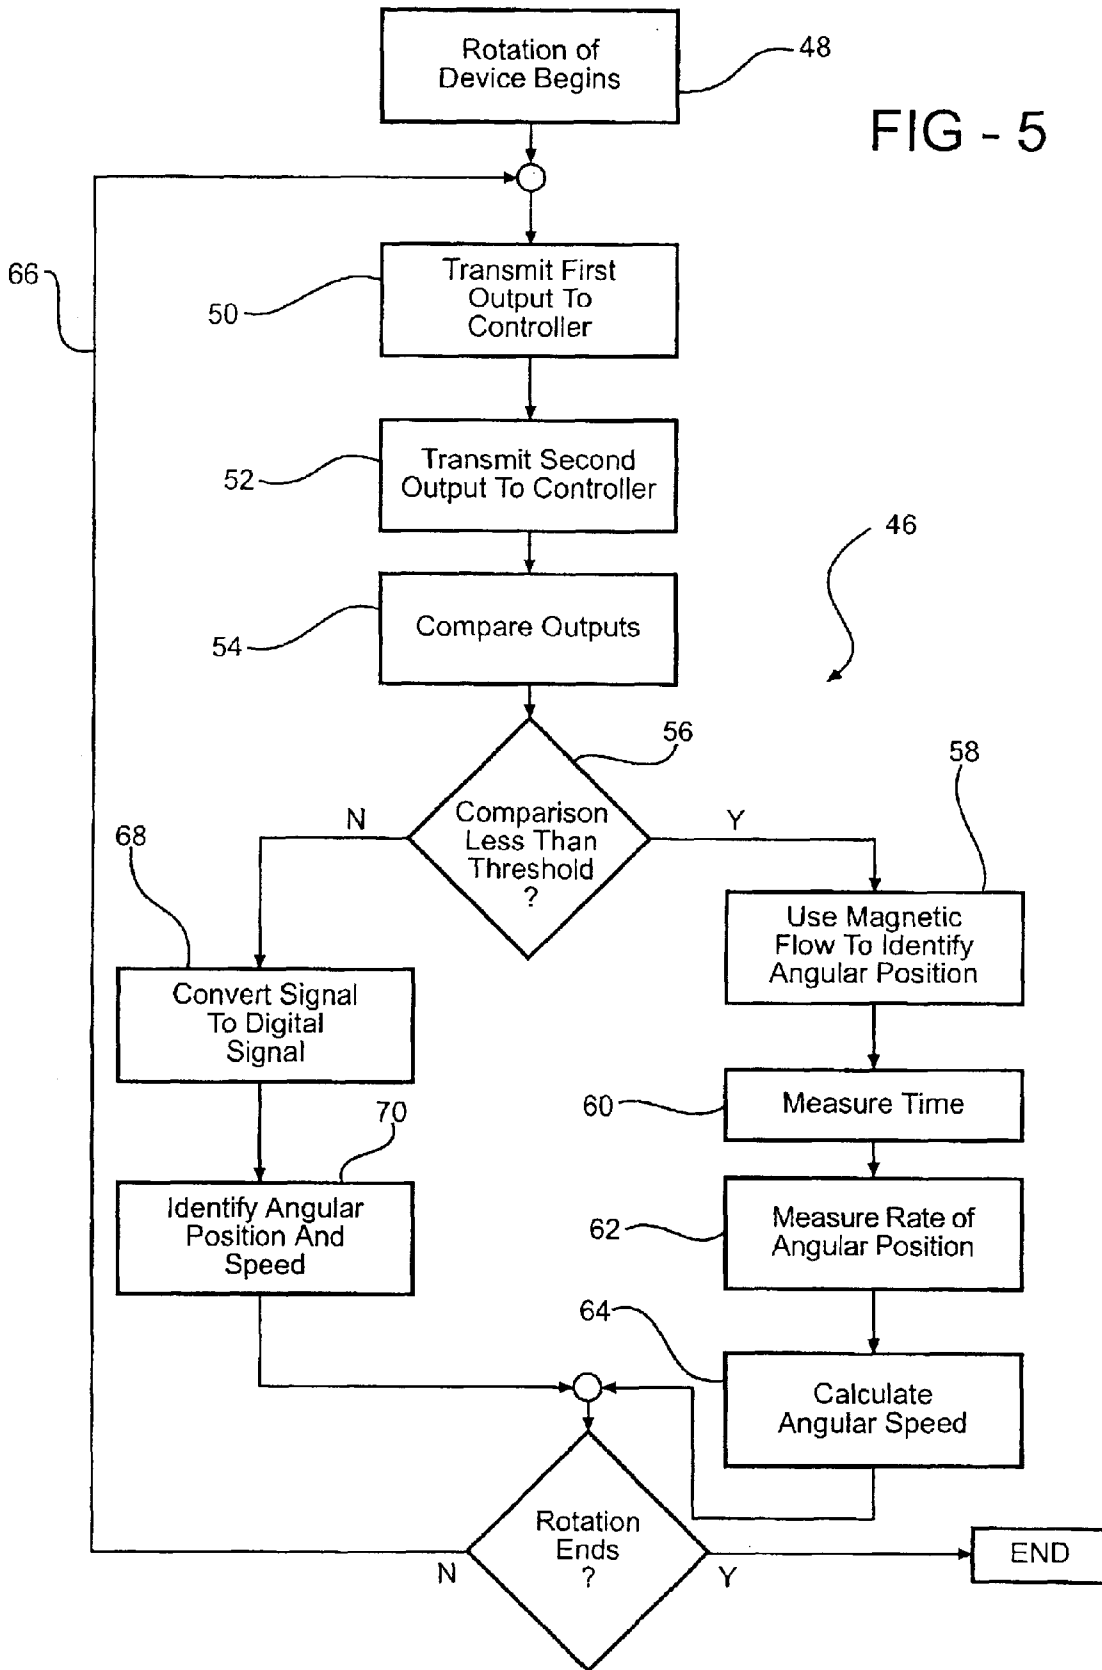 Rotation of
Device Begins
48
FIG - 5
66
50
Transmit First
Output To
Controller
52
Transmit Second
Output To Controller
46
54
Compare Outputs
56
58
N
Comparison
Less Than
Threshold
?
Y
68
Use Magnetic
Flow To Identify
Angular Position
Convert Signal
To Digital
Signal
60
Measure Time
70
Identify Angular
Position And
Speed
62
Measure Rate of
Angular Position
64
Calculate
Angular Speed
Rotation
Ends
?
N
Y
END